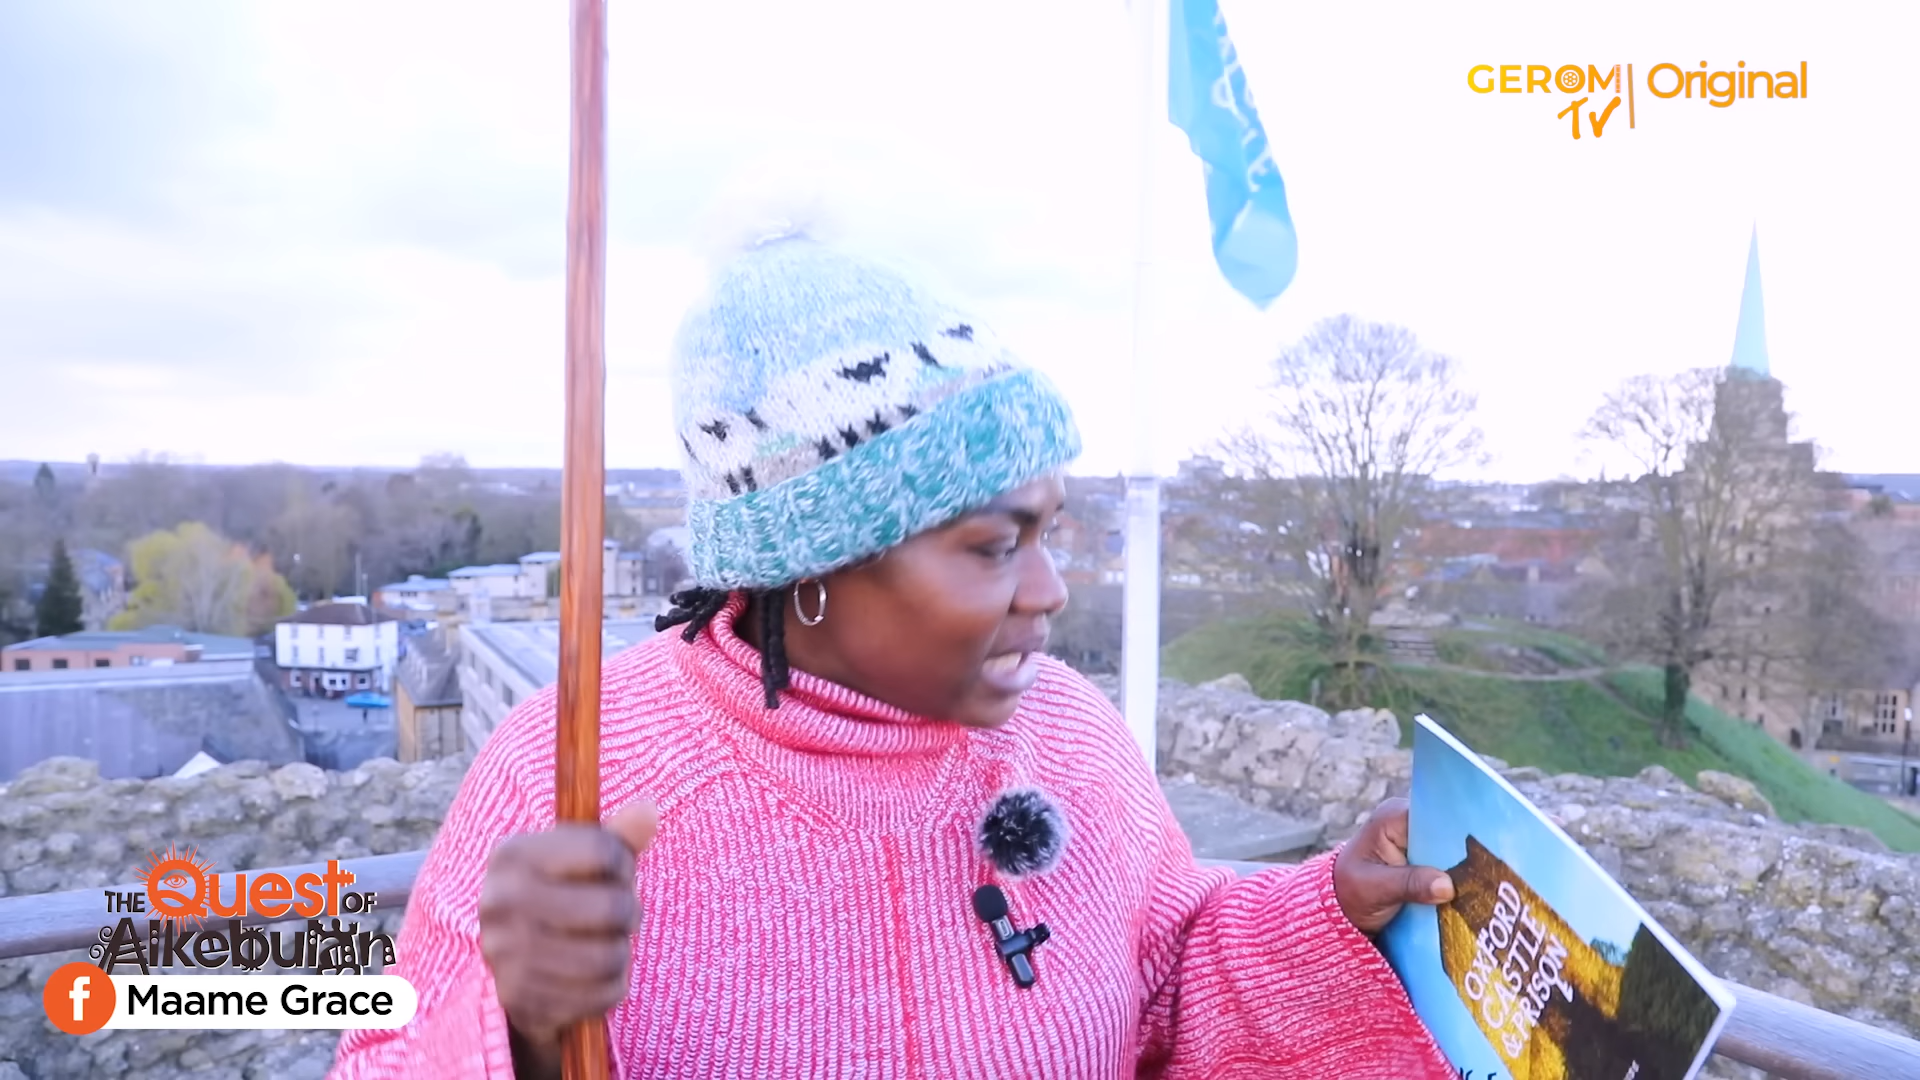 GEROM
TV
Original
THE Quest OF
Aikebulan
f Maame Grace
OXFORD
CASTLE
& PRISON